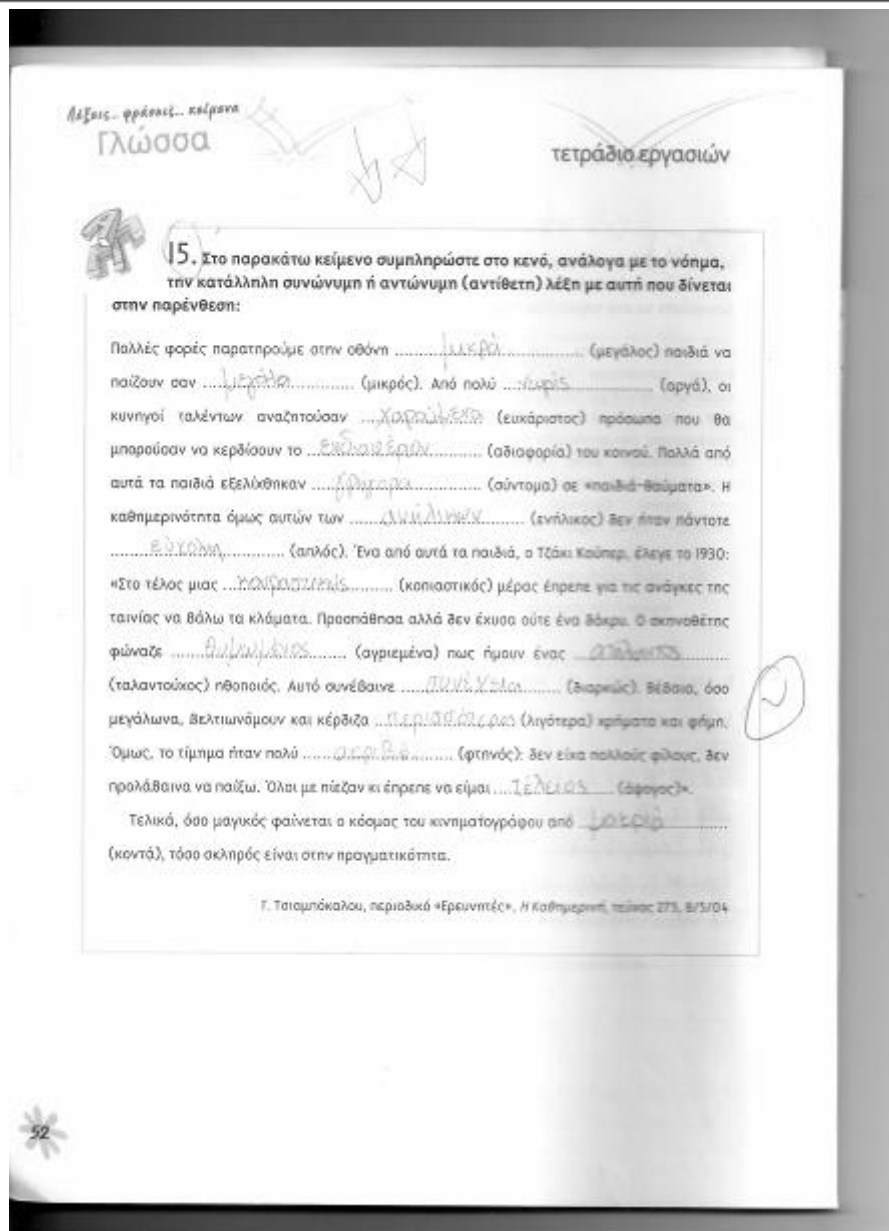 Λέξεις... φράσεις... κείμενα
Γλώσσα
τετράδιο εργασιών
15. Στο παρακάτω κείμενο συμπληρώστε στο κενό, ανάλογα με το νόημα,
την κατάλληλη συνώνυμη ή αντώνυμη (αντίθετη) λέξη με αυτή που δίνεται
στην παρένθεση:
Πολλές φορές παρατηρούμε στην οθόνη μικρά (μεγάλος) παιδιά να
παίζουν σαν μεγάλα (μικρός). Από πολύ νωρίς (αργά), οι
κυνηγοί ταλέντων αναζητούσαν χαρούμενα (ευχάριστος) πρόσωπα που θα
μπορούσαν να κερδίσουν το ενδιαφέρον (αδιαφορία) του κοινού. Πολλά από
αυτά τα παιδιά εξελίχθηκαν γρήγορα (σύντομα) σε «παιδιά-θαύματα». Η
καθημερινότητα όμως αυτών των ανήλικων (ενήλικος) δεν ήταν πάντοτε
εύκολη (απλός). Ένα από αυτά τα παιδιά, ο Τζάκι Κούπερ, έλεγε το 1930:
«Στο τέλος μιας κουραστικής (κοπιαστικός) μέρας έπρεπε για τις ανάγκες της
ταινίας να βάλω τα κλάματα. Προσπάθησα αλλά δεν έχυσα ούτε ένα δάκρυ. Ο σκηνοθέτης
φώναζε θυμωμένος (αγριεμένα) πως ήμουν ένας ατάλαντος
(ταλαντούχος) ηθοποιός. Αυτό συνέβαινε συνέχεια (διαρκώς). Βέβαια, όσο
μεγάλωνα, βελτιωνόμουν και κέρδιζα (λιγότερα) χρήματα και φήμη.
Όμως, το τίμημα ήταν πολύ ακριβό (φτηνός): δεν είχα πολλούς φίλους, δεν
προλάβαινα να παίξω. Όλοι με πίεζαν κι έπρεπε να είμαι τέλειος (άψογος)».
Τελικά, όσο μαγικός φαίνεται ο κόσμος του κινηματογράφου από μακριά
(κοντά), τόσο σκληρός είναι στην πραγματικότητα.
Γ. Τσιαμπόκαλου, περιοδικό «Ερευνητές», Η Καθημερινή, τεύχος 273, 8/5/04
52